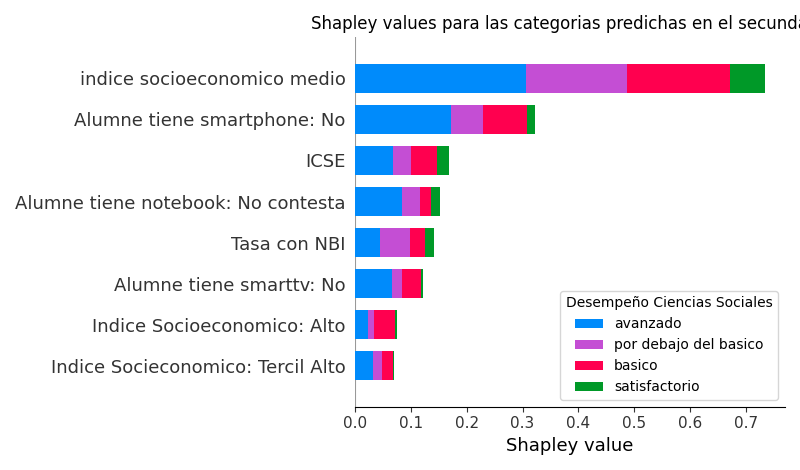 Shapley values para las categorias predichas en el secunda
indice socioeconomico medio
Alumne tiene smartphone: No
ICSE
Alumne tiene notebook: No contesta
Tasa con NBI
Alumne tiene smarttv: No
Indice Socioeconomico: Alto
Indice Socieconomico: Tercil Alto
Desempeño Ciencias Sociales
avanzado
por debajo del basico
basico
satisfactorio
0.0 0.1 0.2 0.3 0.4 0.5 0.6 0.7
Shapley value